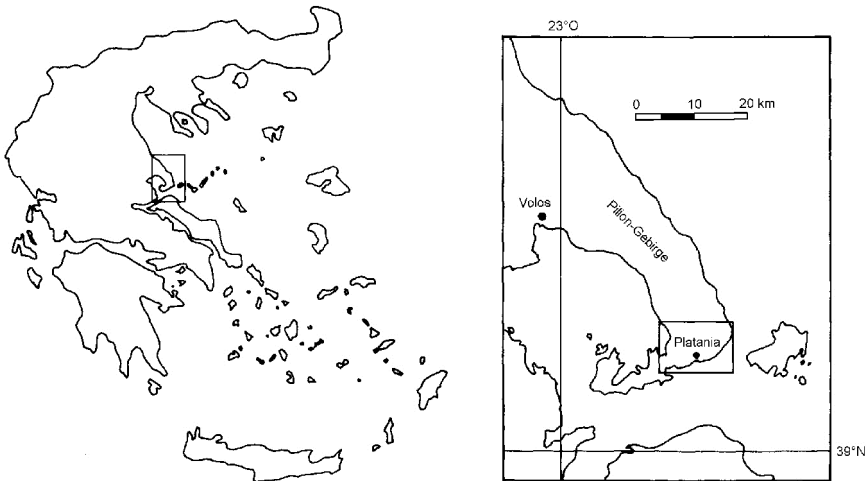 23°O
0 10 20 km
Volos
Pilion-Gebirge
Platania
39°N